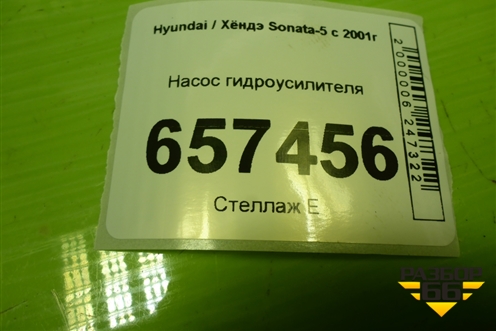 Hyundai / Хёндэ Sonata-5 с 2001г
Насос гидроусилителя
657456
Стеллаж Е
2000006247322
РАЗБОР
66